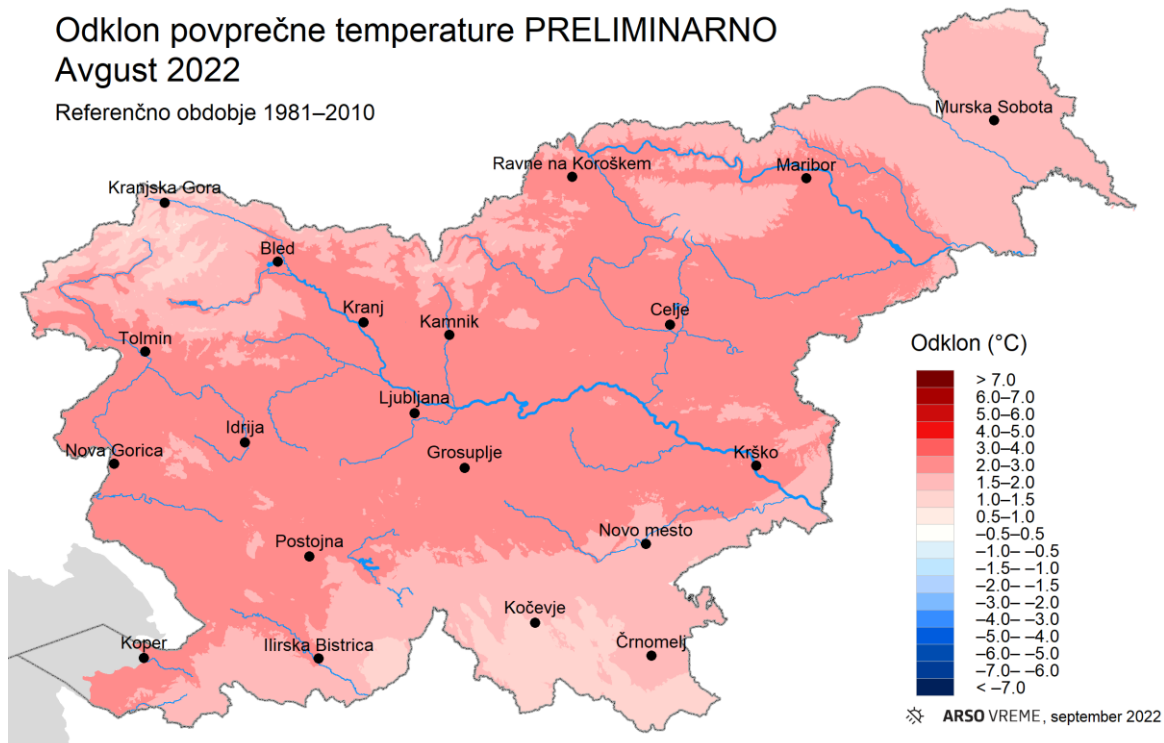 Odklon povprečne temperature PRELIMINARNO
Avgust 2022
Referenčno obdobje 1981–2010
Murska Sobota
Ravne na Koroškem
Maribor
Kranjska Gora
Bled
Kranj
Kamnik
Celje
Tolmin
Ljubljana
Idrija
Nova Gorica
Grosuplje
Krško
Novo mesto
Postojna
Kočevje
Koper
Ilirska Bistrica
Črnomelj
Odklon (°C)
> 7.0
6.0–7.0
5.0–6.0
4.0–5.0
3.0–4.0
2.0–3.0
1.5–2.0
1.0–1.5
0.5–1.0
–0.5–0.5
–1.0– –0.5
–1.5– –1.0
–2.0– –1.5
–3.0– –2.0
–4.0– –3.0
–5.0– –4.0
–6.0– –5.0
–7.0– –6.0
< –7.0
ARSO VREME, september 2022